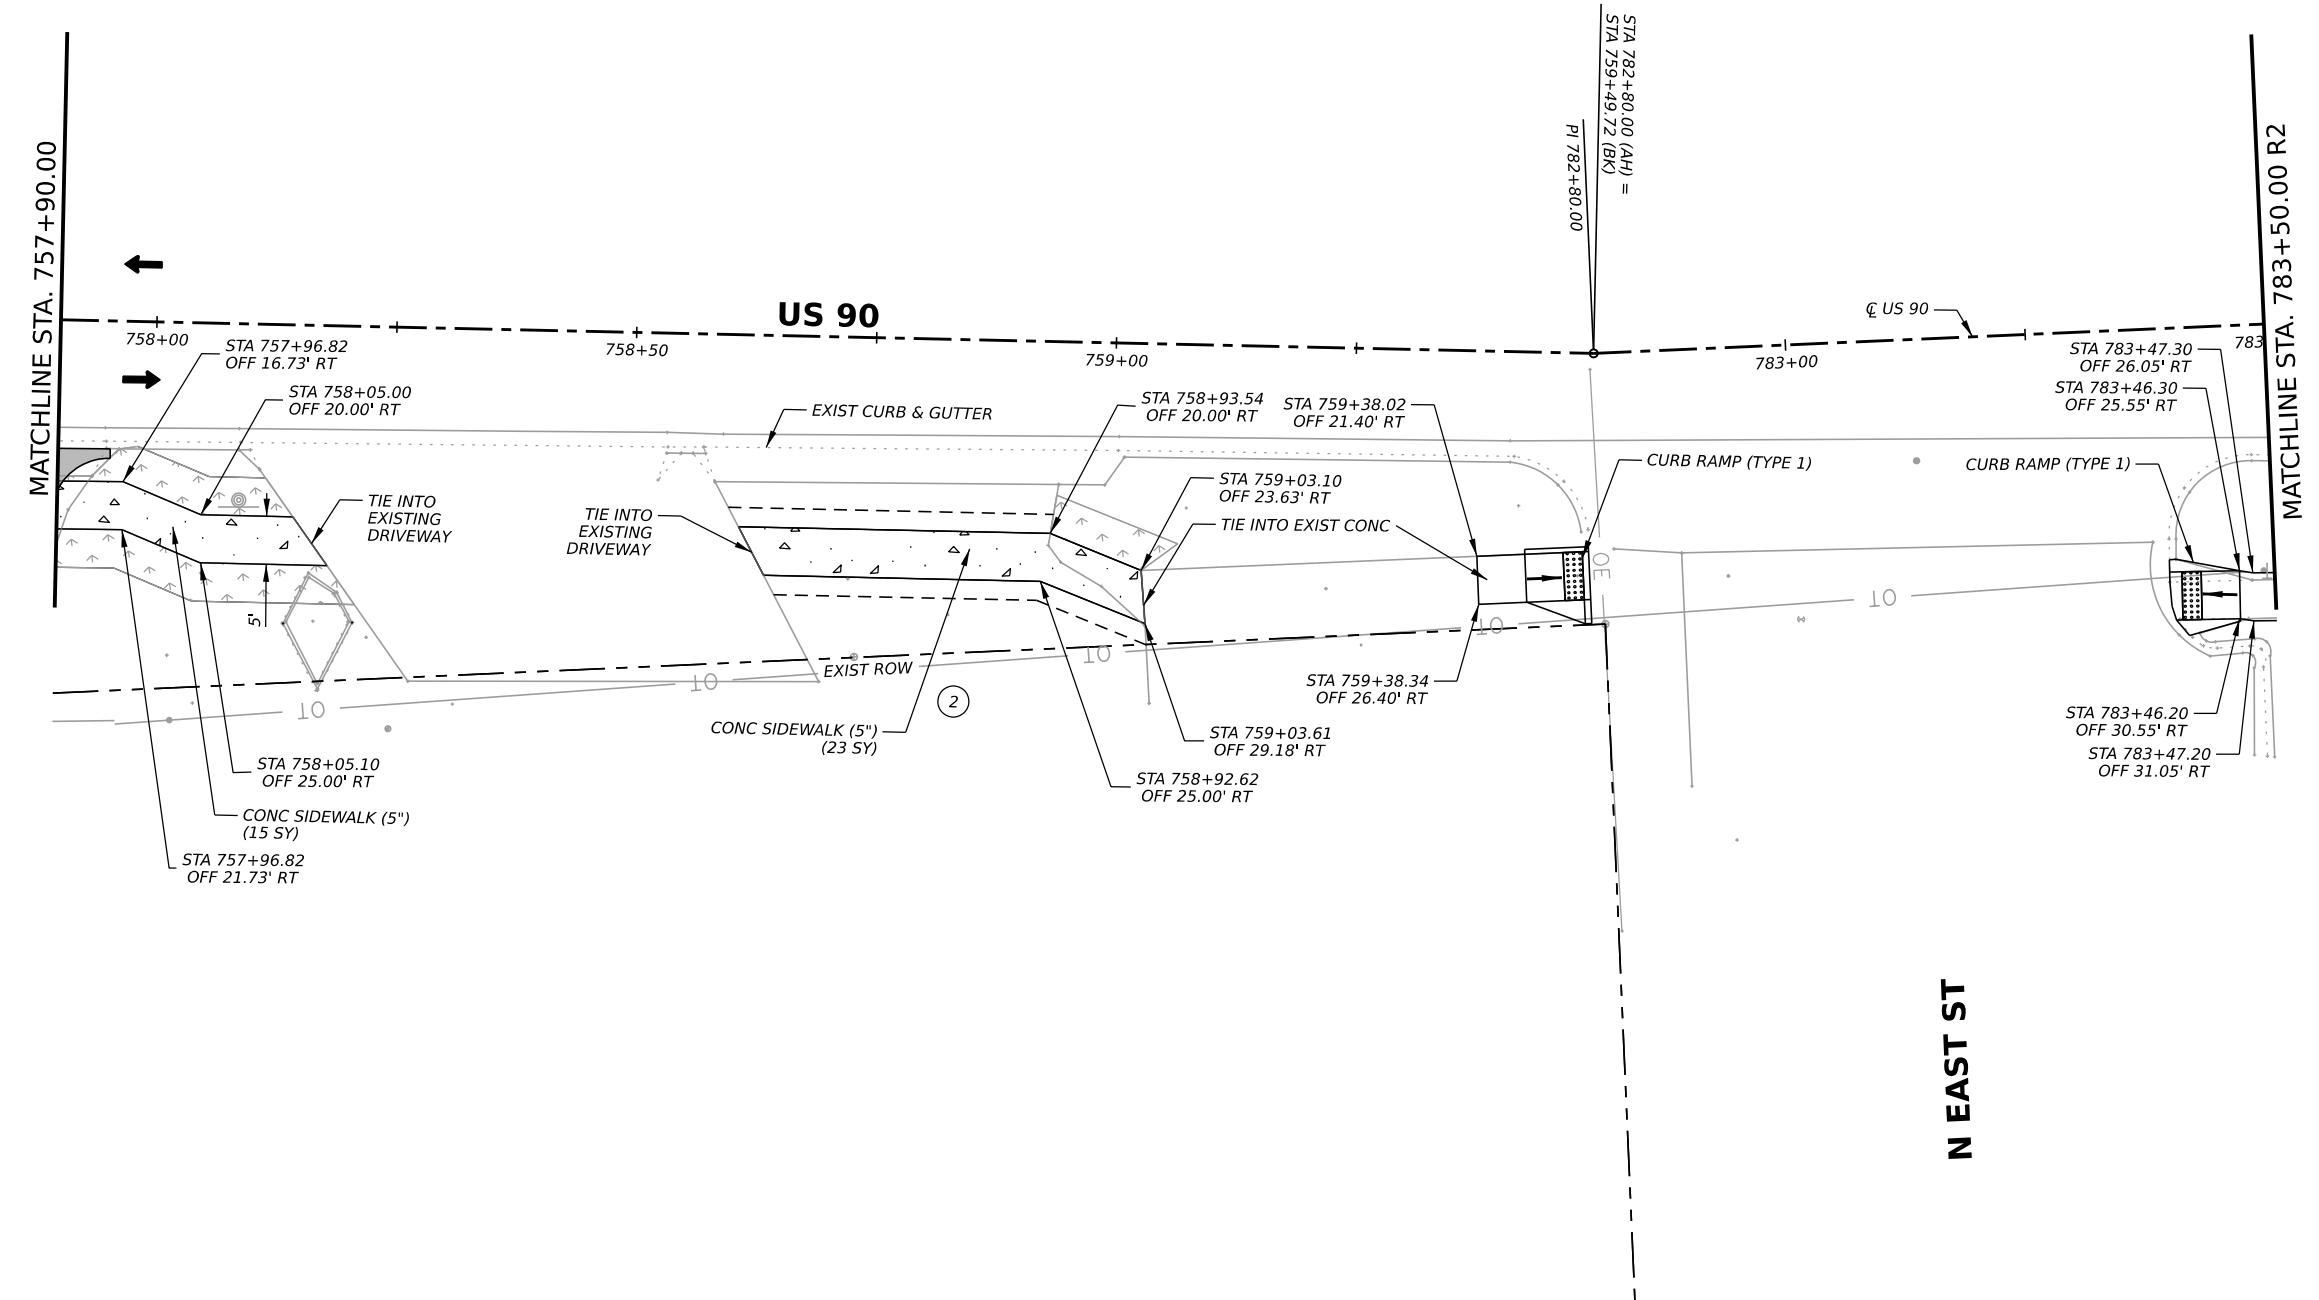 MATCHLINE STA. 757+90.00
US 90
758+00
758+50
759+00
783+00
783
STA 782+80.00 (AH) =
STA 759+49.72 (BK)
PI 782+80.00
℄ US 90
MATCHLINE STA. 783+50.00 R2
STA 757+96.82
OFF 16.73' RT
STA 758+05.00
OFF 20.00' RT
EXIST CURB & GUTTER
STA 758+93.54
OFF 20.00' RT
STA 759+38.02
OFF 21.40' RT
STA 783+47.30
OFF 26.05' RT
STA 783+46.30
OFF 25.55' RT
TIE INTO
EXISTING
DRIVEWAY
TIE INTO
EXISTING
DRIVEWAY
STA 759+03.10
OFF 23.63' RT
TIE INTO EXIST CONC
CURB RAMP (TYPE 1)
CURB RAMP (TYPE 1)
5'
OE
OT
OT
OT
OT
OT
EXIST ROW
2
CONC SIDEWALK (5")
(23 SY)
STA 759+38.34
OFF 26.40' RT
STA 759+03.61
OFF 29.18' RT
STA 758+92.62
OFF 25.00' RT
STA 783+46.20
OFF 30.55' RT
STA 783+47.20
OFF 31.05' RT
STA 758+05.10
OFF 25.00' RT
CONC SIDEWALK (5")
(15 SY)
STA 757+96.82
OFF 21.73' RT
N EAST ST